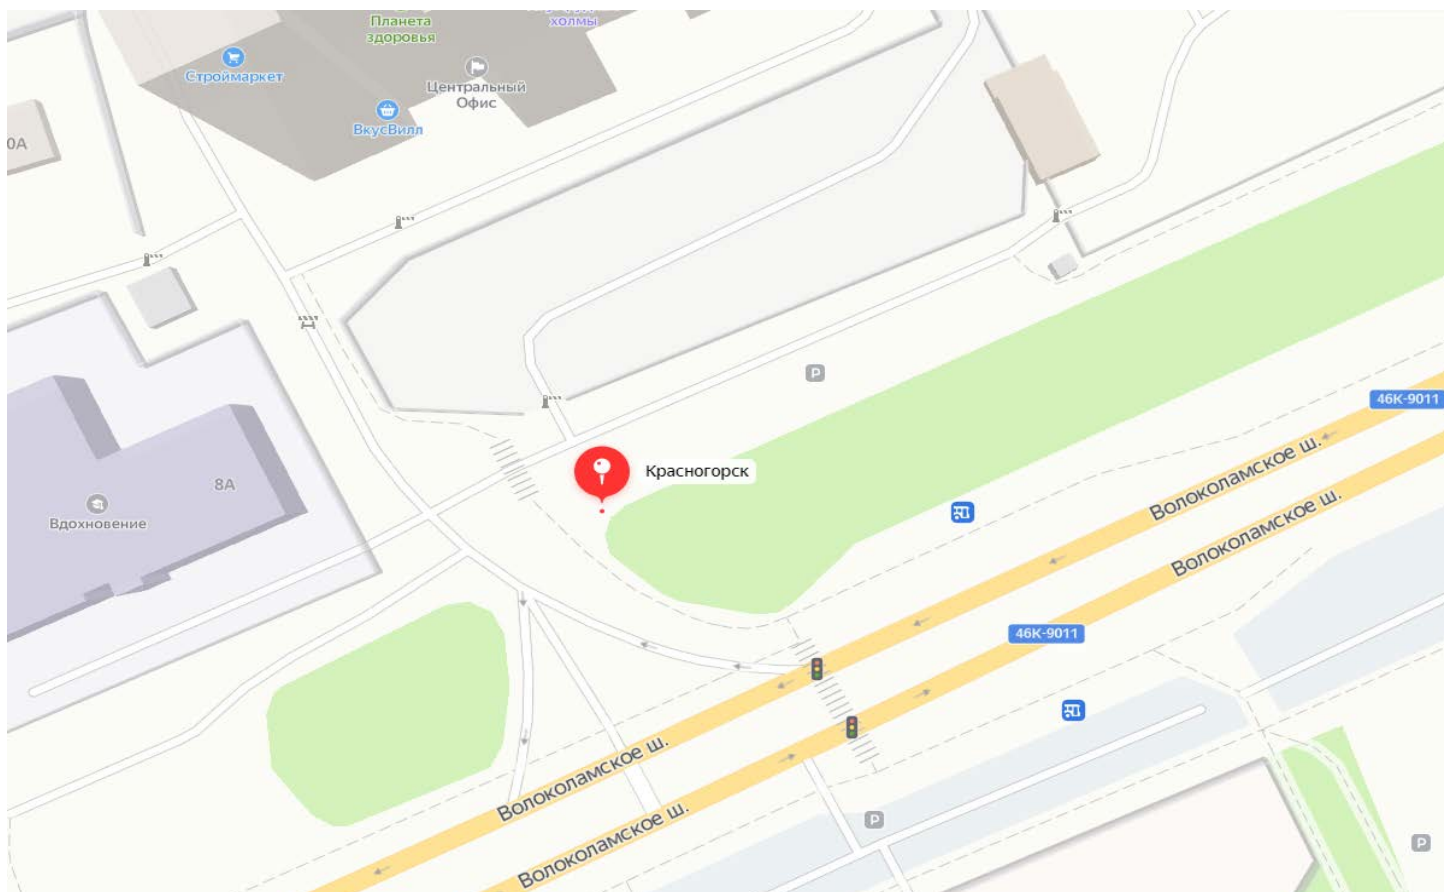 Планета
здоровья
холмы
Строймаркет
Центральный
Офис
ВкусВилл
0А
P
46К-9011
Волоколамское ш.
Красногорск
8А
Вдохновение
Волоколамское ш.
46К-9011
Волоколамское ш.
Волоколамское ш.
P
P